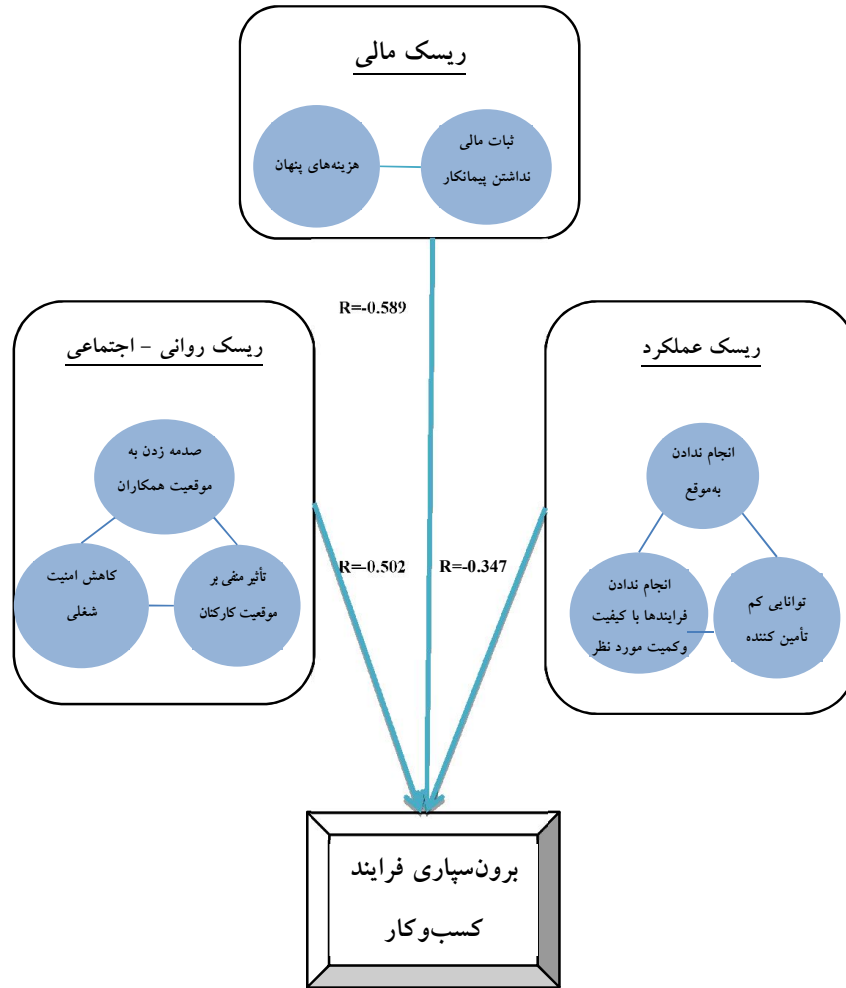 ریسک مالی
ثبات مالی
نداشتن پیمانکار
هزینه‌های پنهان
R=-0.589
ریسک عملکرد
انجام ندادن
به‌موقع
توانایی کم
تأمین کننده
انجام ندادن
فرایندها با کیفیت
وکمیت مورد نظر
ریسک روانی - اجتماعی
صدمه زدن به
موقعیت همکاران
تأثیر منفی بر
موقعیت کارکنان
کاهش امنیت
شغلی
R=-0.502
R=-0.347
برون‌سپاری فرایند
کسب‌وکار